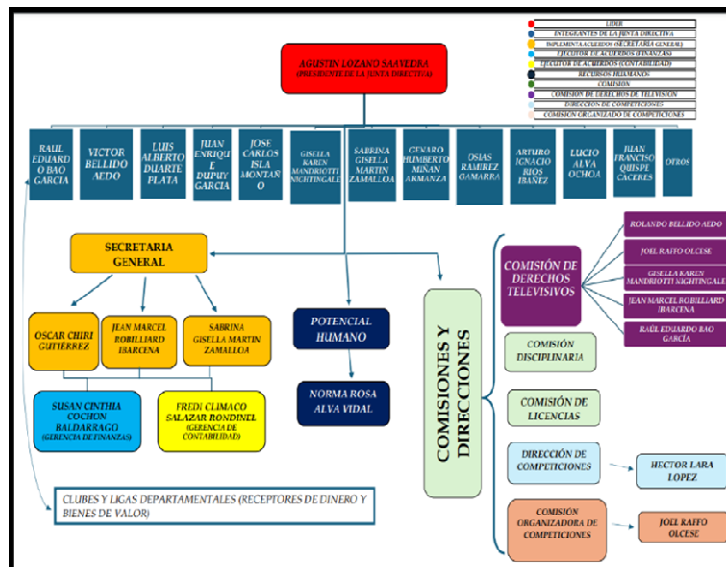 LIDER
INTEGRANTES DE LA JUNTA DIRECTIVA
IMPLEMENTA ACUERDOS (SECRETARIA GENERAL)
EJECUTOR DE ACUERDOS (FINANZAS)
EJECUTOR DE ACUERDOS (CONTABILIDAD)
RECURSOS HUAMANOS
COMISION
COMISION DE DERECHOS DE TELEVISION
DIRECCION DE COMPETICIONES
COMISION ORGANIZADO DE COMPETICIONES
AGUSTIN LOZANO SAAVEDRA
(PRESIDENTE DE LA JUNTA DIRECTIVA)
RAUL
EDUARD
O BAO
GARCIA
VICTOR
BELLIDO
AEDO
LUIS
ALBERTO
DUARTE
PLATA
JUAN
ENRIQU
E
DUPUY
GARCIA
JOSE
CARLOS
ISLA
MONTAÑ
O
GISELLA
KAREN
MANDRIOTTI
NIGHTINGALE
SABRINA
GISELLA
MARTIN
ZAMALLOA
GENARO
HUMBERTO
MIÑAN
ARMANZA
OSIAS
RAMIREZ
GAMARRA
ARTURO
IGNACIO
RIOS
IBAÑEZ
LUCIO
ALVA
OCHOA
JUAN
FRANCISO
QUISPE
CACERES
OTROS
SECRETARIA
GENERAL
OSCAR CHIRI
GUTIERREZ
JEAN MARCEL
ROBILLIARD
IBARCENA
SABRINA
GISELLA MARTIN
ZAMALLOA
SUSAN CINTHIA
COCHON
BALDARRAGO
(GERENCIA DE FINANZAS)
FREDI CLIMACO
SALAZAR RONDINEL
(GERENCIA DE
CONTABILIDAD)
POTENCIAL
HUMANO
NORMA ROSA
ALVA VIDAL
CLUBES Y LIGAS DEPARTAMENTALES (RECEPTORES DE DINERO Y
BIENES DE VALOR)
COMISIONES Y
DIRECCIONES
COMISIÓN DE
DERECHOS
TELEVISIVOS
ROLANDO BELLIDO AEDO
JOEL RAFFO OLCESE
GISELLA KAREN
MANDRIOTTI NIGHTINGALE
JEAN MARCEL ROBILLIARD
IBARCENA
RAÚL EDUARDO BAO
GARCÍA
COMISIÓN
DISCIPLINARIA
COMISIÓN DE
LICENCIAS
DIRECCIÓN DE
COMPETICIONES
HECTOR LARA
LOPEZ
COMISIÓN
ORGANIZADORA DE
COMPETICIONES
JOEL RAFFO
OLCESE